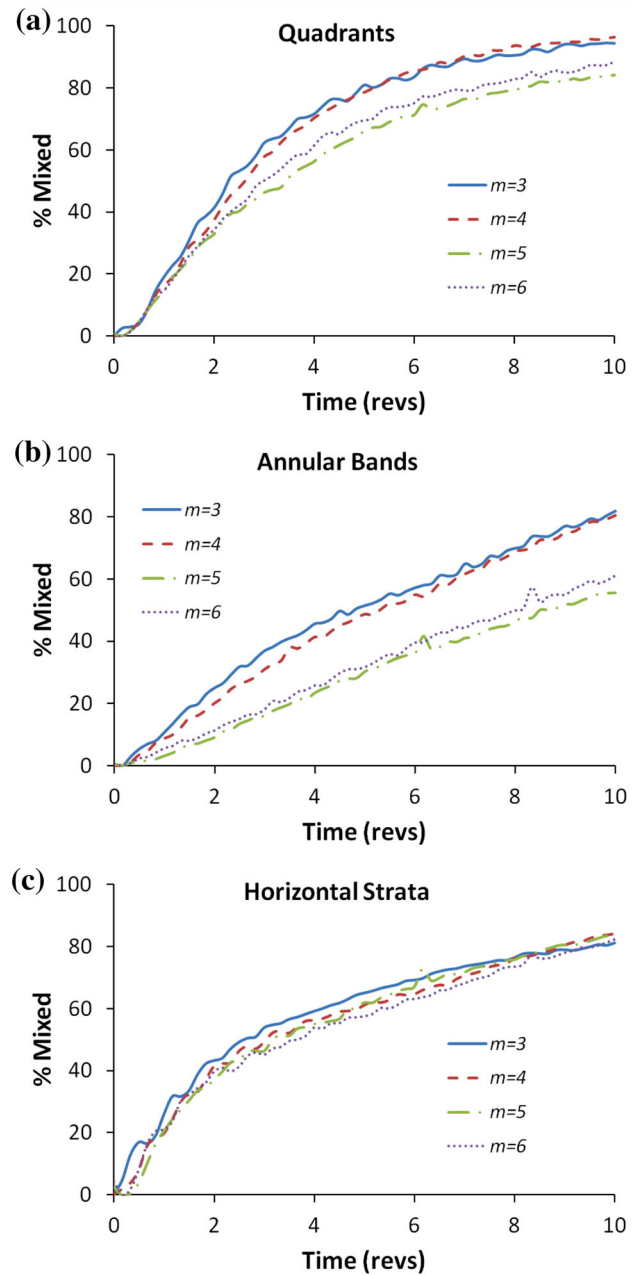 (a)
Quadrants
100
80
60
40
20
0
% Mixed
m=3
m=4
m=5
m=6
0 2 4 6 8 10
Time (revs)
(b)
Annular Bands
100
80
60
40
20
0
% Mixed
m=3
m=4
m=5
m=6
0 2 4 6 8 10
Time (revs)
(c)
Horizontal Strata
100
80
60
40
20
0
% Mixed
m=3
m=4
m=5
m=6
0 2 4 6 8 10
Time (revs)